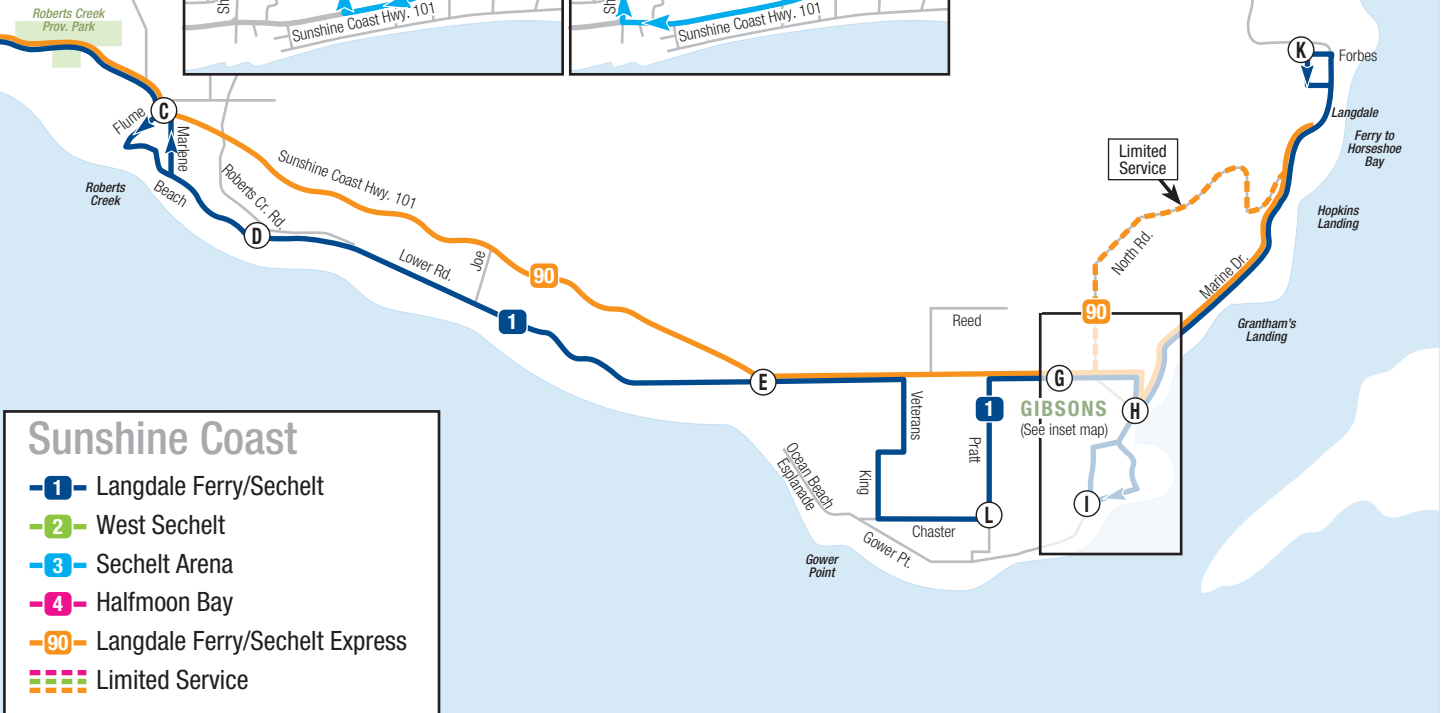 Roberts Creek
Prov. Park
Sh
Sunshine Coast Hwy. 101
Sh
Sunshine Coast Hwy. 101
K
Forbes
Langdale
Ferry to
Horseshoe
Bay
C
Flume
Marlene
Sunshine Coast Hwy. 101
Limited
Service
Roberts
Creek
Beach
Roberts Cr. Rd.
D
Lower Rd.
Joe
90
1
North Rd.
Hopkins
Landing
Marine Dr.
90
Grantham's
Landing
Reed
E
G
Veterans
1
GIBSONS
(See inset map)
H
Pratt
Ocean Beach
Esplanade
King
L
I
Chaster
Gower Pt.
Gower
Point
Sunshine Coast
1 Langdale Ferry/Sechelt
2 West Sechelt
3 Sechelt Arena
4 Halfmoon Bay
90 Langdale Ferry/Sechelt Express
Limited Service